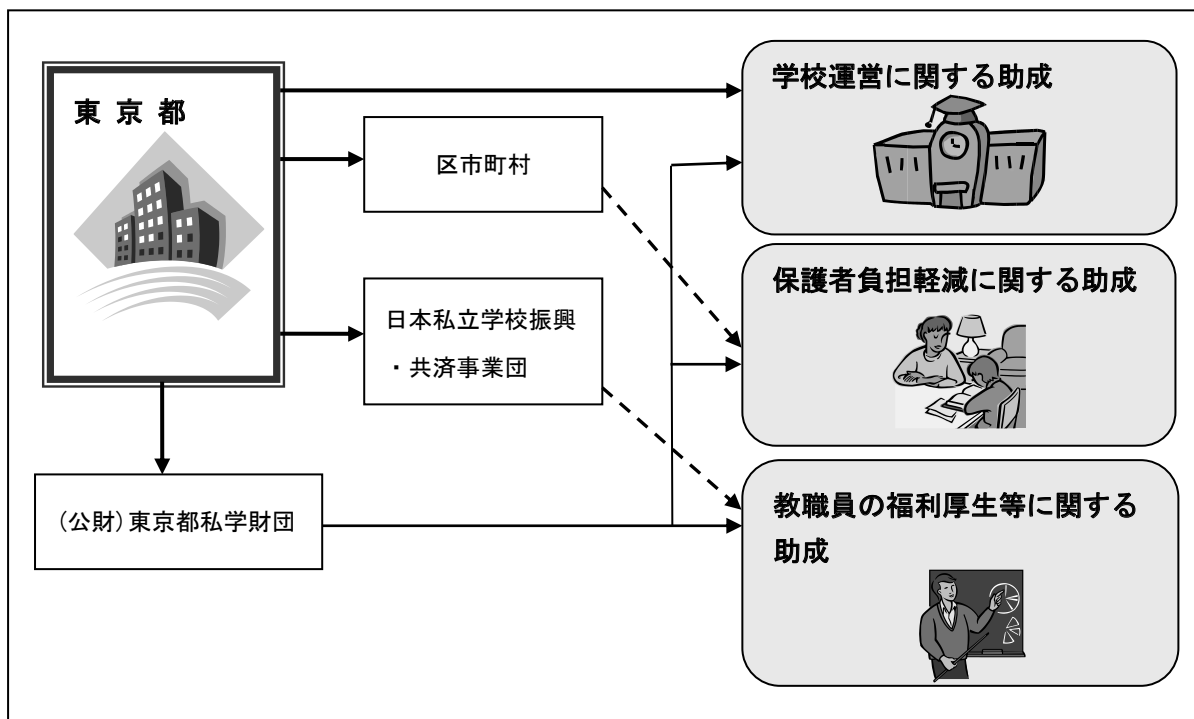 東京都
学校運営に関する助成
区市町村
保護者負担軽減に関する助成
日本私立学校振興
・共済事業団
(公財)東京都私学財団
教職員の福利厚生等に関する
助成